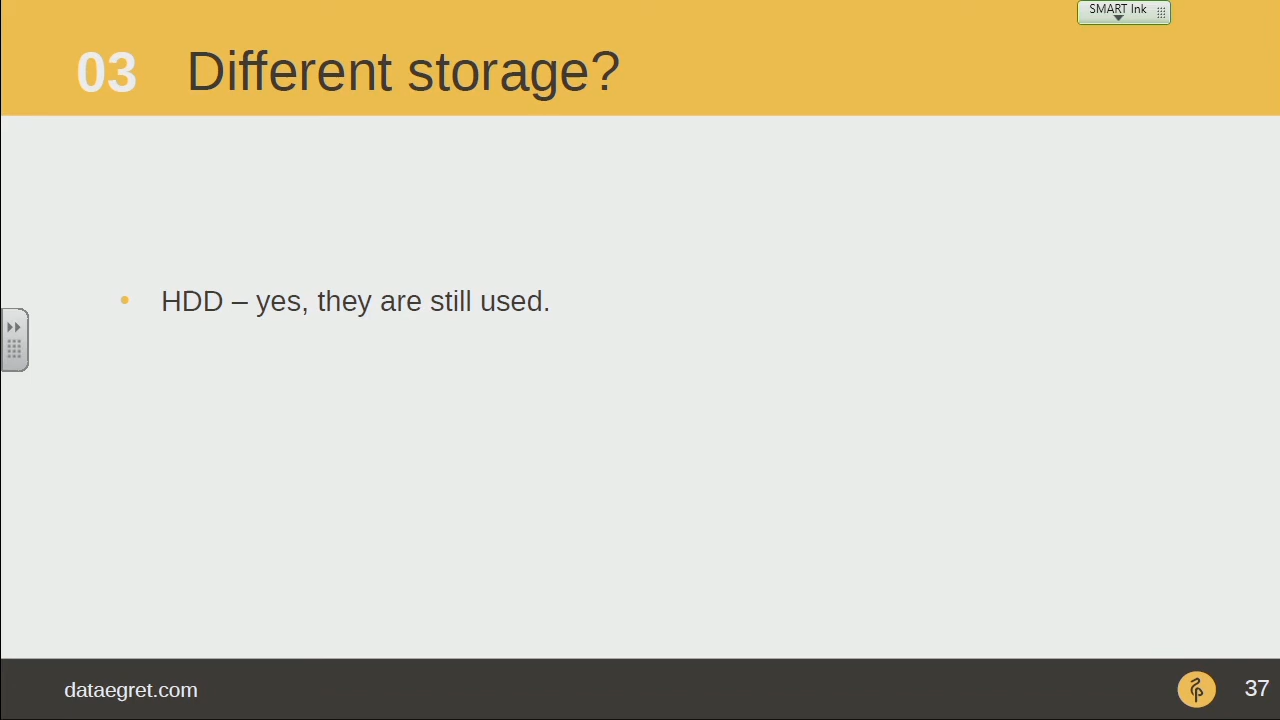 SMART Ink
03 Different storage?
• HDD – yes, they are still used.
dataegret.com
37